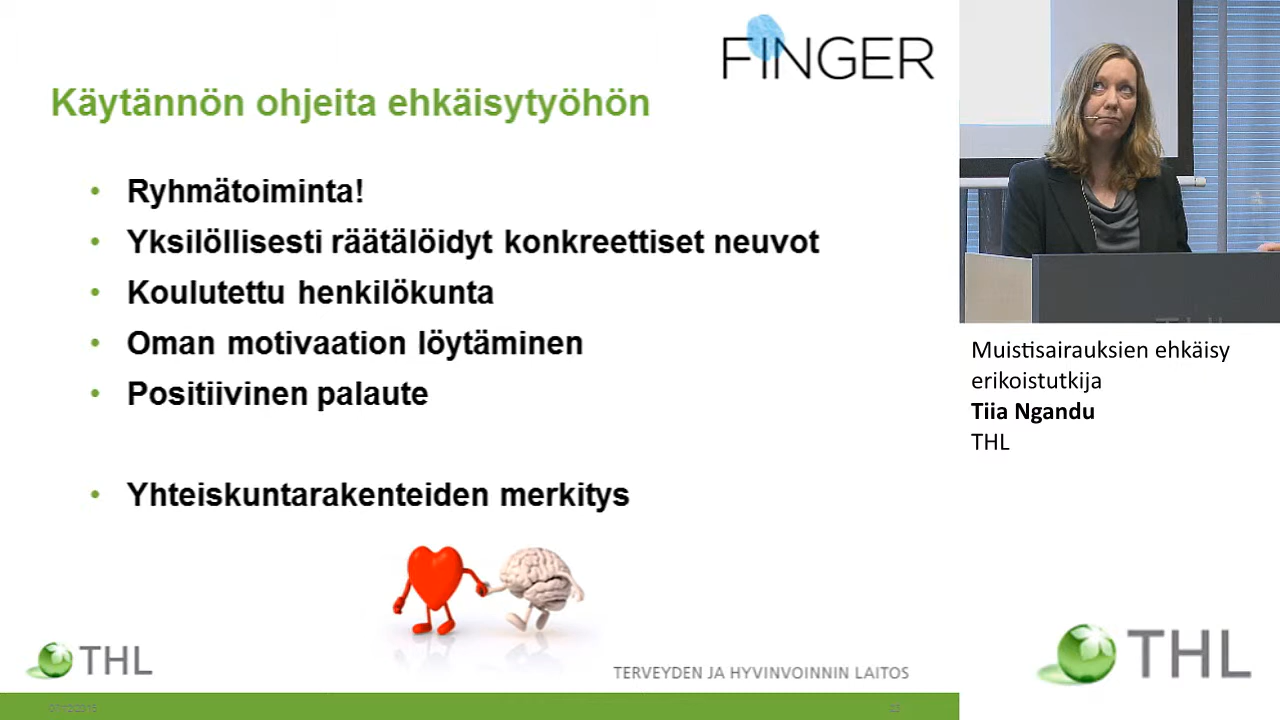 FINGER
Käytännön ohjeita ehkäisytyöhön
• Ryhmätoiminta!
• Yksilöllisesti räätälöidyt konkreettiset neuvot
• Koulutettu henkilökunta
• Oman motivaation löytäminen
• Positiivinen palaute
• Yhteiskuntarakenteiden merkitys
THL
TERVEYDEN JA HYVINVOINNIN LAITOS
THL
Muistisairauksien ehkäisy
erikoistutkija
Tiia Ngandu
THL
THL